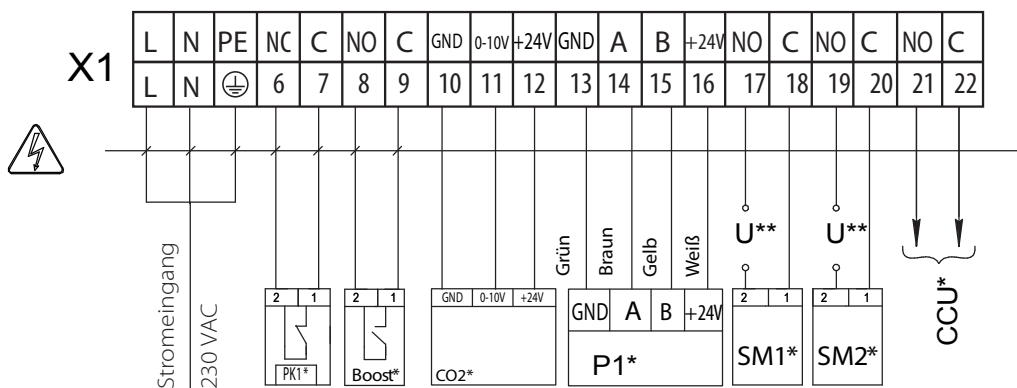 L N PE NC C NO C GND 0-10V +24V GND A B +24V NO C NO C NO C
X1
L N 6 7 8 9 10 11 12 13 14 15 16 17 18 19 20 21 22
Grün
Braun
Gelb
Weiß
U** U**
Stromeingang
230 VAC
2 1
PK1*
2 1
Boost*
GND 0-10V +24V
CO2*
GND A B +24V
P1*
2 1
SM1*
2 1
SM2*
CCU*